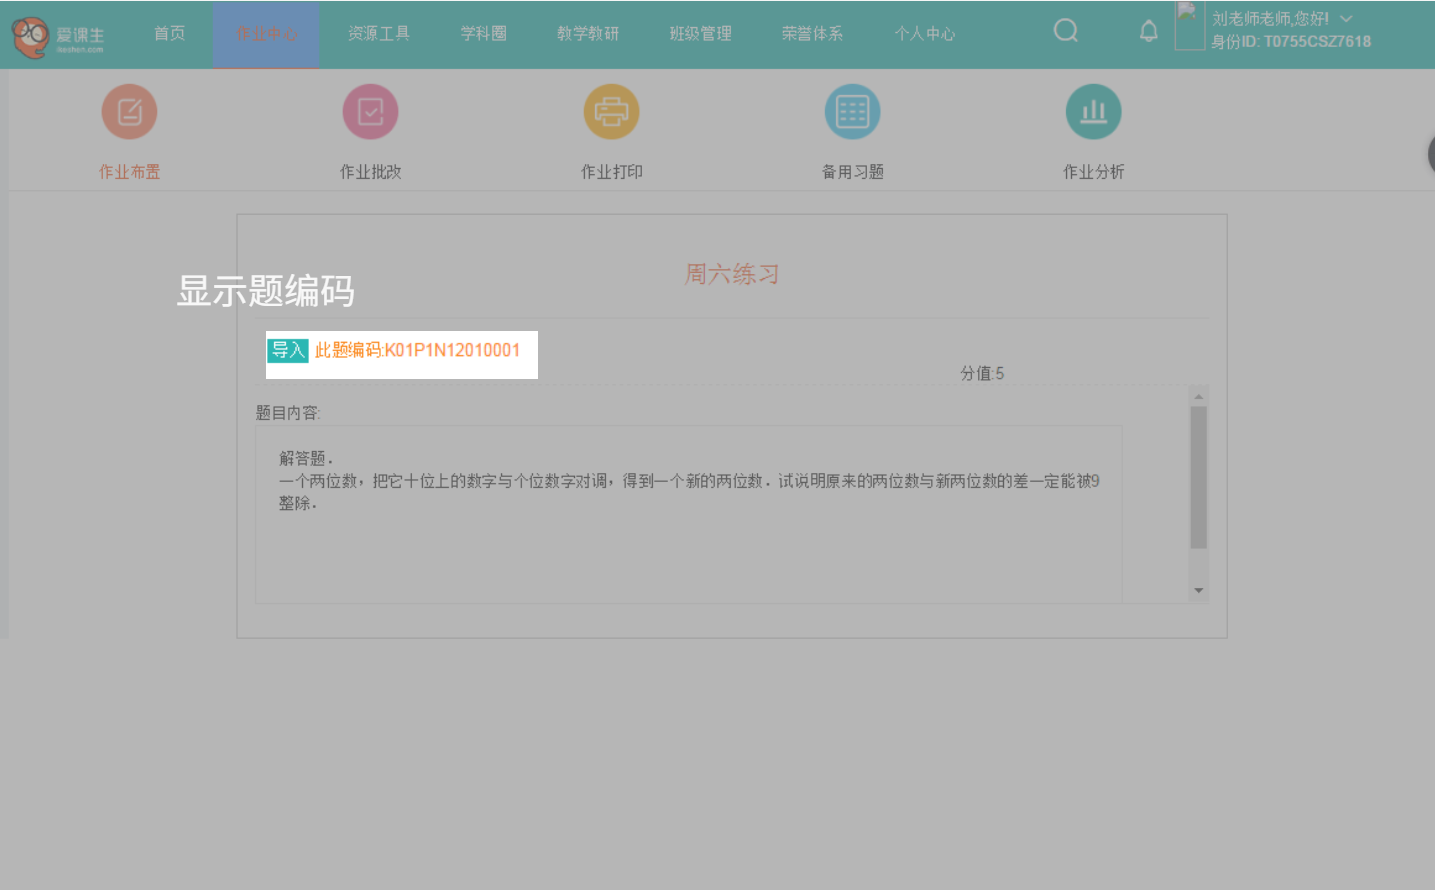 爱课生
ikeshen.com
首页
作业中心
资源工具
学科圈
教学教研
班级管理
荣誉体系
个人中心
刘老师老师,您好!
身份ID: T0755CSZ7618
作业布置
作业批改
作业打印
备用习题
作业分析
周六练习
显示题编码
导入 此题编码:K01P1N12010001
分值:5
题目内容:
解答题．
一个两位数，把它十位上的数字与个位数字对调，得到一个新的两位数．试说明原来的两位数与新两位数的差一定能被9
整除．